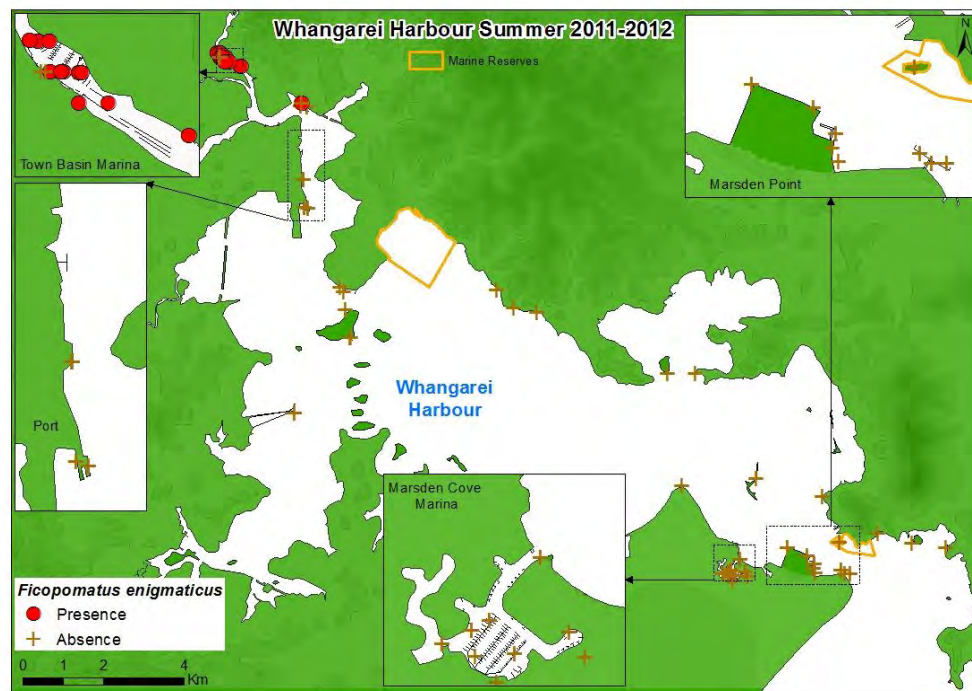 Whangarei Harbour Summer 2011-2012
Marine Reserves
N
Town Basin Marina
Marsden Point
Port
Whangarei
Harbour
Marsden Cove
Marina
Ficopomatus enigmaticus
Presence
Absence
0 1 2 4
Km